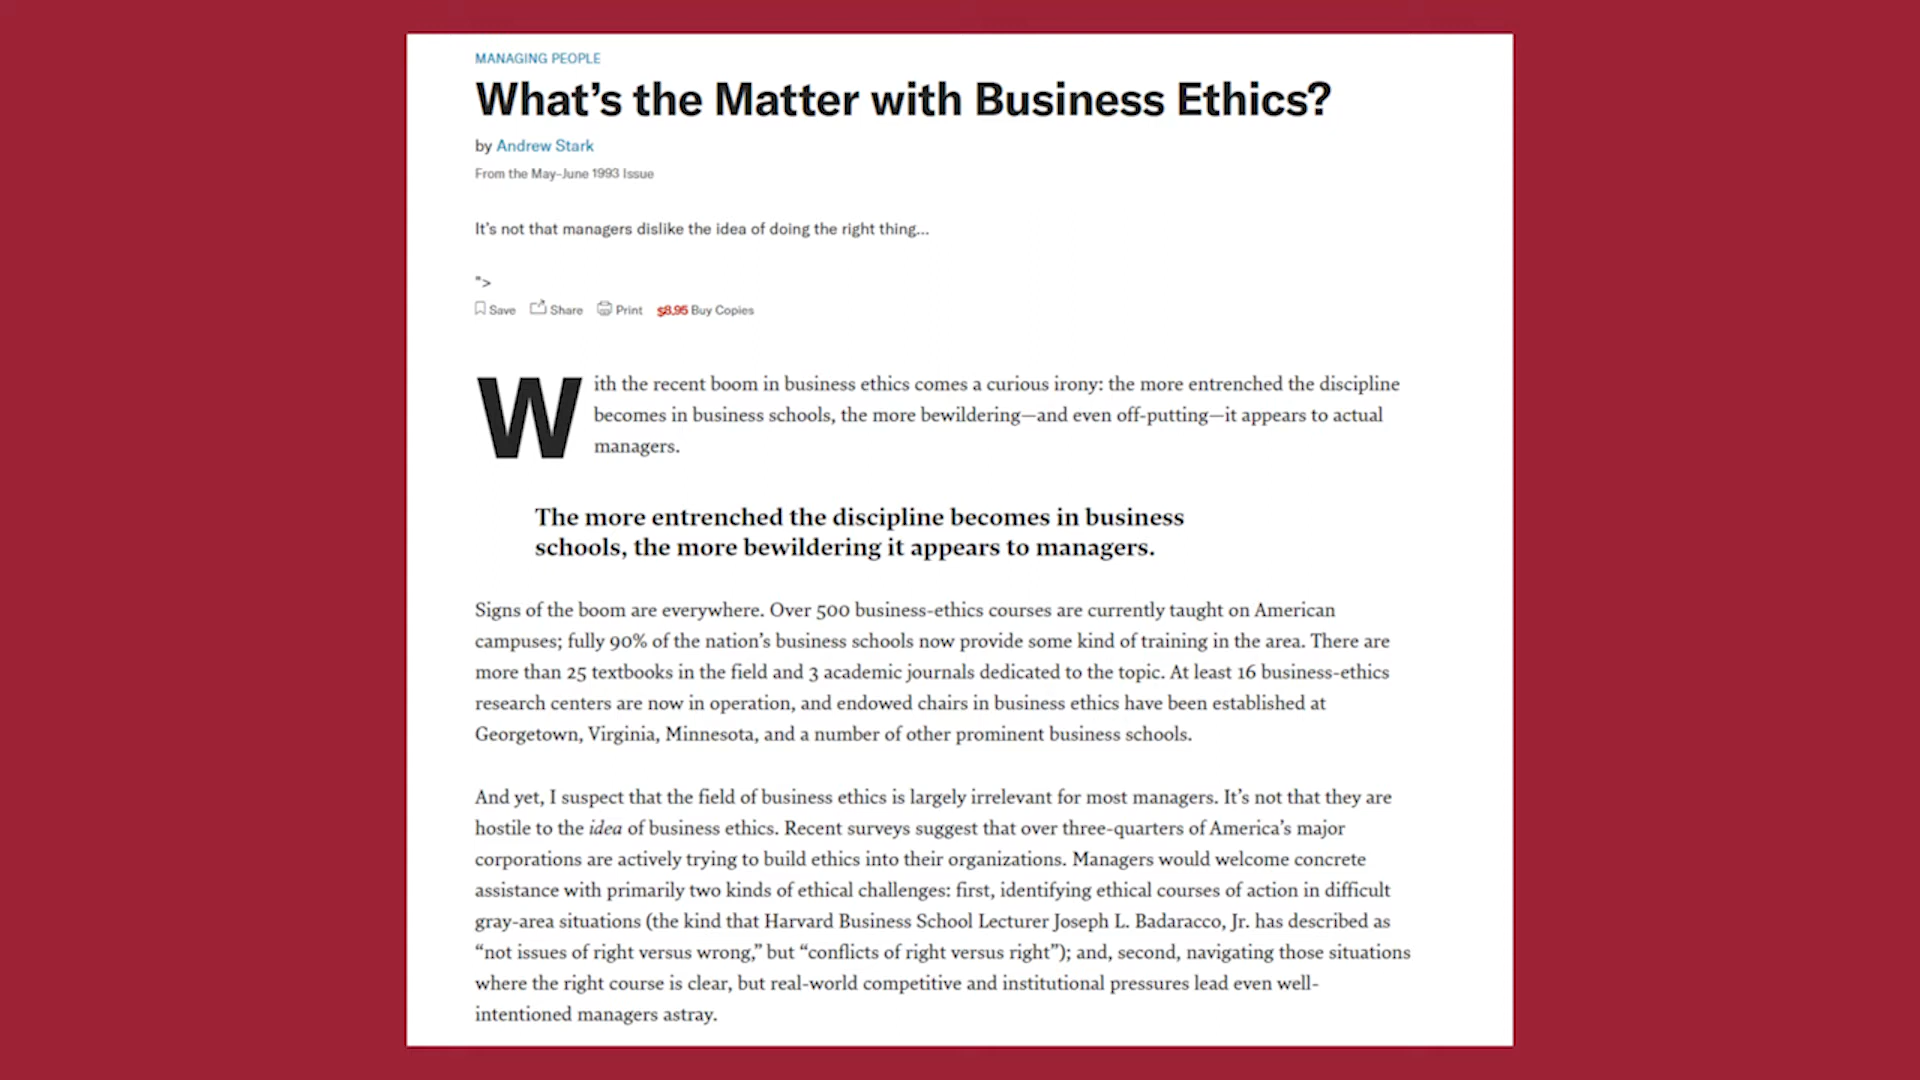 MANAGING PEOPLE
What’s the Matter with Business Ethics?
by Andrew Stark
From the May–June 1993 Issue
It’s not that managers dislike the idea of doing the right thing...
">
Save Share Print $8.95 Buy Copies
With the recent boom in business ethics comes a curious irony: the more entrenched the discipline
becomes in business schools, the more bewildering—and even off-putting—it appears to actual
managers.
The more entrenched the discipline becomes in business
schools, the more bewildering it appears to managers.
Signs of the boom are everywhere. Over 500 business-ethics courses are currently taught on American
campuses; fully 90% of the nation’s business schools now provide some kind of training in the area. There are
more than 25 textbooks in the field and 3 academic journals dedicated to the topic. At least 16 business-ethics
research centers are now in operation, and endowed chairs in business ethics have been established at
Georgetown, Virginia, Minnesota, and a number of other prominent business schools.
And yet, I suspect that the field of business ethics is largely irrelevant for most managers. It’s not that they are
hostile to the idea of business ethics. Recent surveys suggest that over three-quarters of America’s major
corporations are actively trying to build ethics into their organizations. Managers would welcome concrete
assistance with primarily two kinds of ethical challenges: first, identifying ethical courses of action in difficult
gray-area situations (the kind that Harvard Business School Lecturer Joseph L. Badaracco, Jr. has described as
“not issues of right versus wrong,” but “conflicts of right versus right”); and, second, navigating those situations
where the right course is clear, but real-world competitive and institutional pressures lead even well-
intentioned managers astray.